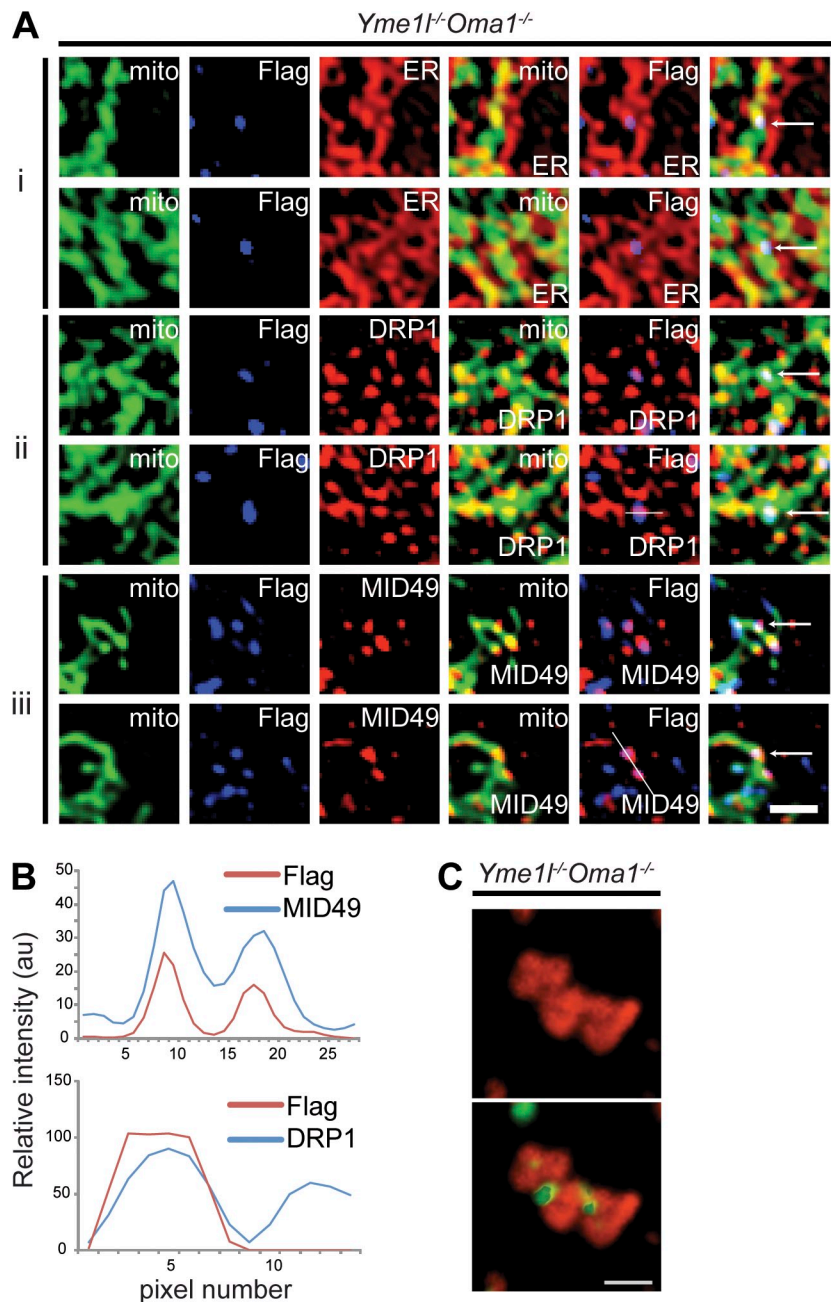 A
Yme1l-/-Oma1-/-
i
mito Flag ER mito ER Flag ER
mito Flag ER mito ER Flag ER
ii
mito Flag DRP1 mito DRP1 Flag DRP1
mito Flag DRP1 mito DRP1 Flag DRP1
iii
mito Flag MID49 mito MID49 Flag MID49
mito Flag MID49 mito MID49 Flag MID49
B
Relative intensity (au)
50
40
30
20
10
0
5 10 15 20 25
Flag
MID49
150
100
50
0
5 10
Flag
DRP1
pixel number
C
Yme1l-/-Oma1-/-